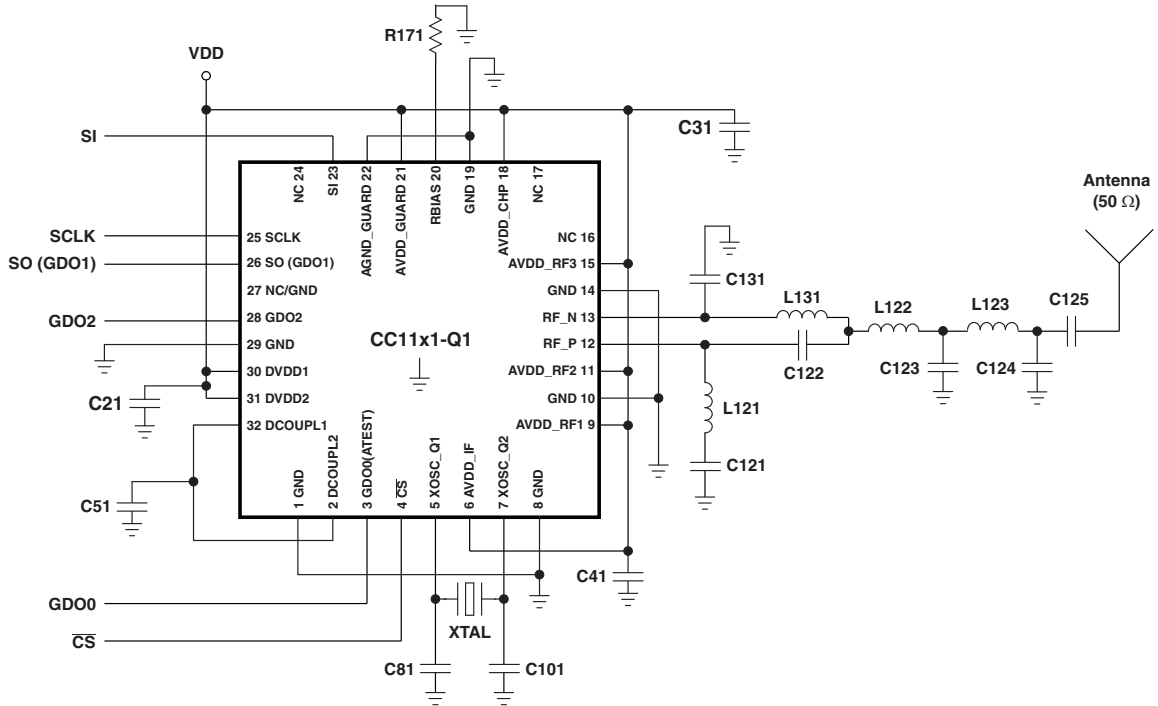 R171
VDD
C31
SI
NC 24
SI 23
AGND_GUARD 22
AVDD_GUARD 21
RBIAS 20
GND 19
AVDD_CHP 18
NC 17
Antenna
(50 Ω)
SCLK
25 SCLK
NC 16
SO (GDO1)
26 SO (GDO1)
AVDD_RF3 15
C131
27 NC/GND
GND 14
L131
L122
L123
C125
GDO2
28 GDO2
RF_N 13
CC11x1-Q1
29 GND
RF_P 12
C122
C123
C124
30 DVDD1
AVDD_RF2 11
C21
31 DVDD2
GND 10
L121
32 DCOUPL1
AVDD_RF1 9
C121
1 GND
2 DCOUPL2
3 GDO0(ATEST)
4 C̅S̅
5 XOSC_Q1
6 AVDD_IF
7 XOSC_Q2
8 GND
C51
C41
GDO0
XTAL
C̅S̅
C81
C101